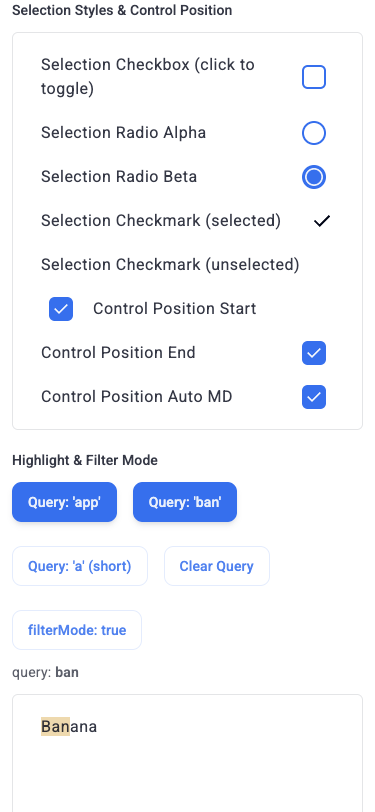 Selection Styles & Control Position
Selection Checkbox (click to
toggle)
Selection Radio Alpha
Selection Radio Beta
Selection Checkmark (selected)
Selection Checkmark (unselected)
Control Position Start
Control Position End
Control Position Auto MD
Highlight & Filter Mode
Query: 'app' Query: 'ban'
Query: 'a' (short) Clear Query
filterMode: true
query: ban
Banana